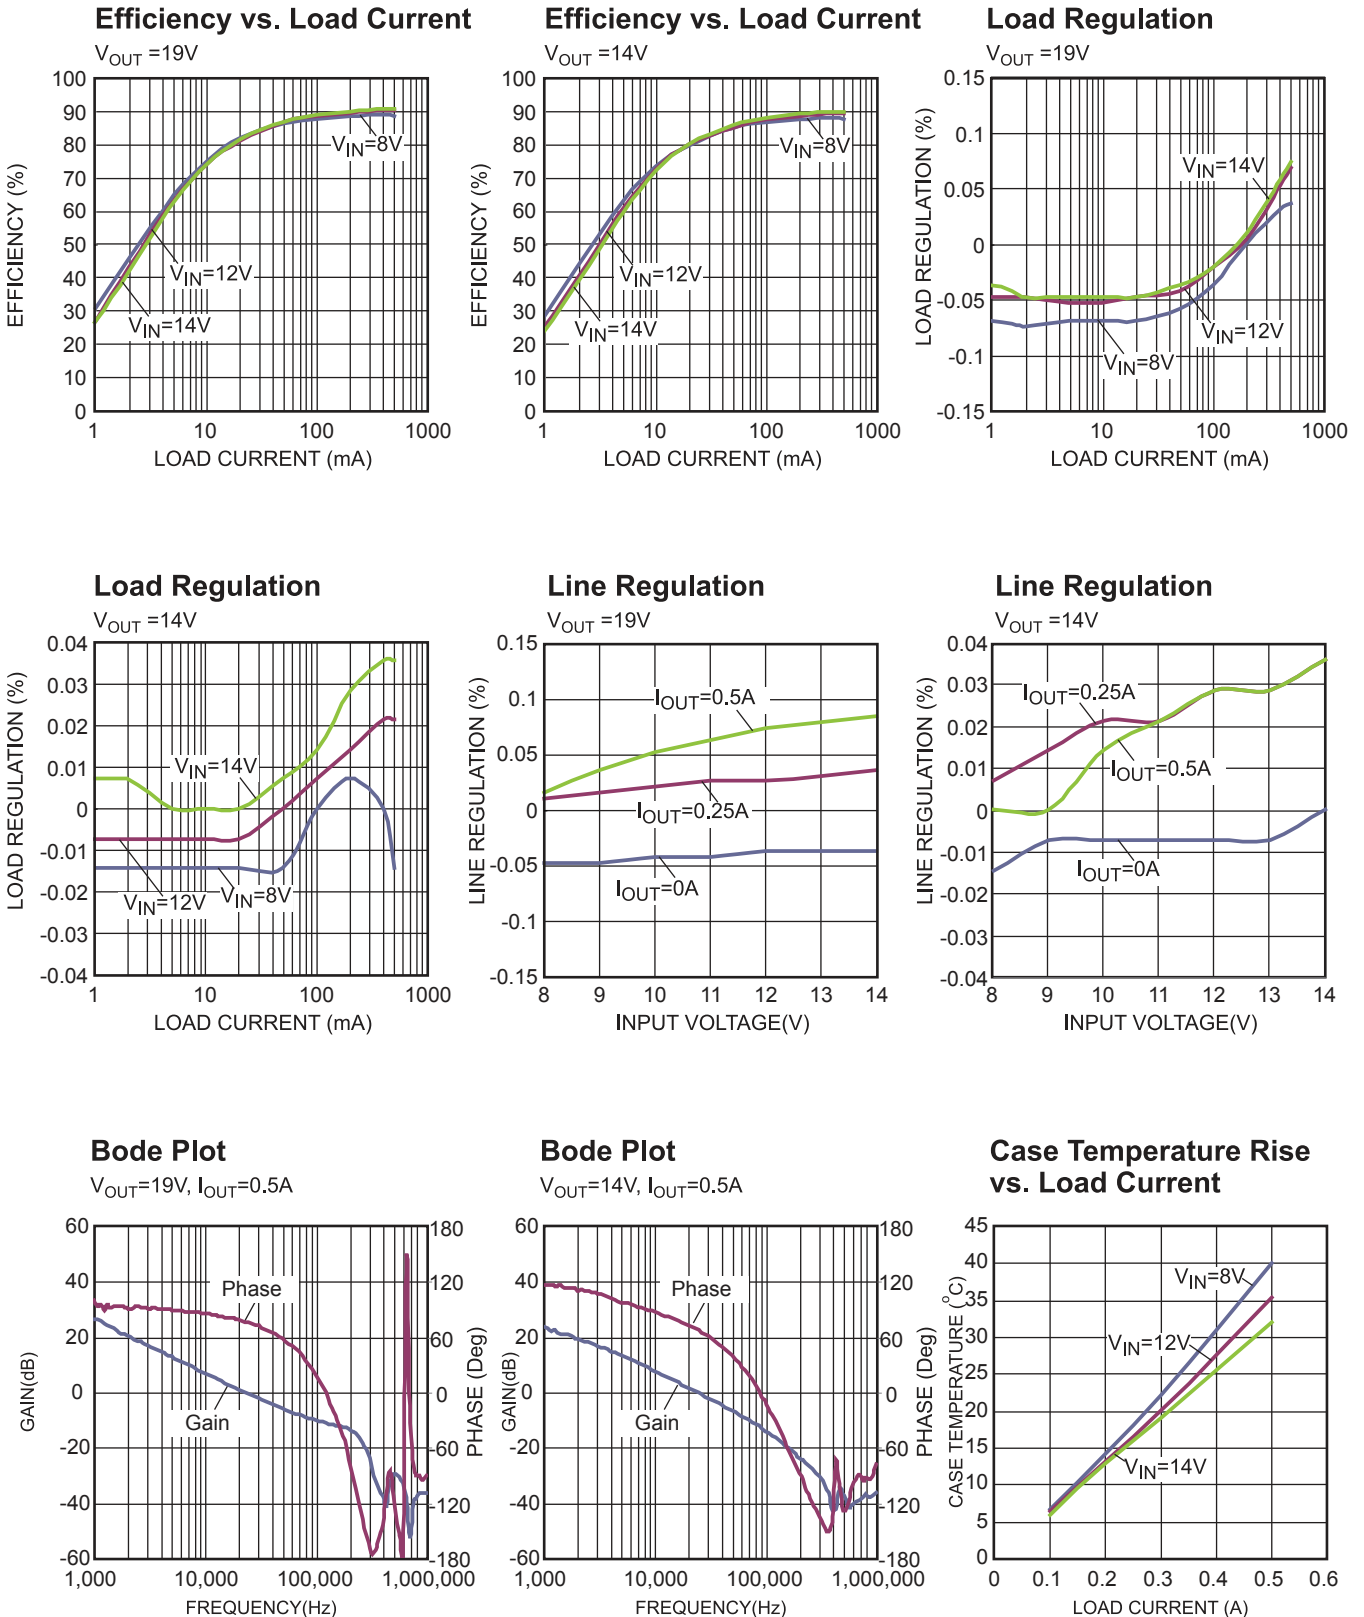 Efficiency vs. Load Current
VOUT =19V
EFFICIENCY (%)
100
90
80
70
60
50
40
30
20
10
0
VIN=8V
VIN=12V
VIN=14V
1 10 100 1000
LOAD CURRENT (mA)
Efficiency vs. Load Current
VOUT =14V
EFFICIENCY (%)
100
90
80
70
60
50
40
30
20
10
0
VIN=8V
VIN=12V
VIN=14V
1 10 100 1000
LOAD CURRENT (mA)
Load Regulation
VOUT =19V
LOAD REGULATION (%)
0.15
0.1
0.05
0
-0.05
-0.1
-0.15
VIN=14V
VIN=12V
VIN=8V
1 10 100 1000
LOAD CURRENT (mA)
Load Regulation
VOUT =14V
LOAD REGULATION (%)
0.04
0.03
0.02
0.01
0
-0.01
-0.02
-0.03
-0.04
VIN=14V
VIN=12V
VIN=8V
1 10 100 1000
LOAD CURRENT (mA)
Line Regulation
VOUT =19V
LINE REGULATION (%)
0.15
0.1
0.05
0
-0.05
-0.1
-0.15
IOUT=0.5A
IOUT=0.25A
IOUT=0A
8 9 10 11 12 13 14
INPUT VOLTAGE(V)
Line Regulation
VOUT =14V
LINE REGULATION (%)
0.04
0.03
0.02
0.01
0
-0.01
-0.02
-0.03
-0.04
IOUT=0.25A
IOUT=0.5A
IOUT=0A
8 9 10 11 12 13 14
INPUT VOLTAGE(V)
Bode Plot
VOUT=19V, IOUT=0.5A
GAIN(dB)
60
40
20
0
-20
-40
-60
Phase
Gain
180
120
60
0
-60
-120
-180
PHASE (Deg)
1,000 10,000 100,000 1,000,000
FREQUENCY(Hz)
Bode Plot
VOUT=14V, IOUT=0.5A
GAIN(dB)
60
40
20
0
-20
-40
-60
Phase
Gain
180
120
60
0
-60
-120
-180
PHASE (Deg)
1,000 10,000 100,000 1,000,000
FREQUENCY(Hz)
Case Temperature Rise
vs. Load Current
CASE TEMPERATURE (°C)
45
40
35
30
25
20
15
10
5
0
VIN=8V
VIN=12V
VIN=14V
0 0.1 0.2 0.3 0.4 0.5 0.6
LOAD CURRENT (A)